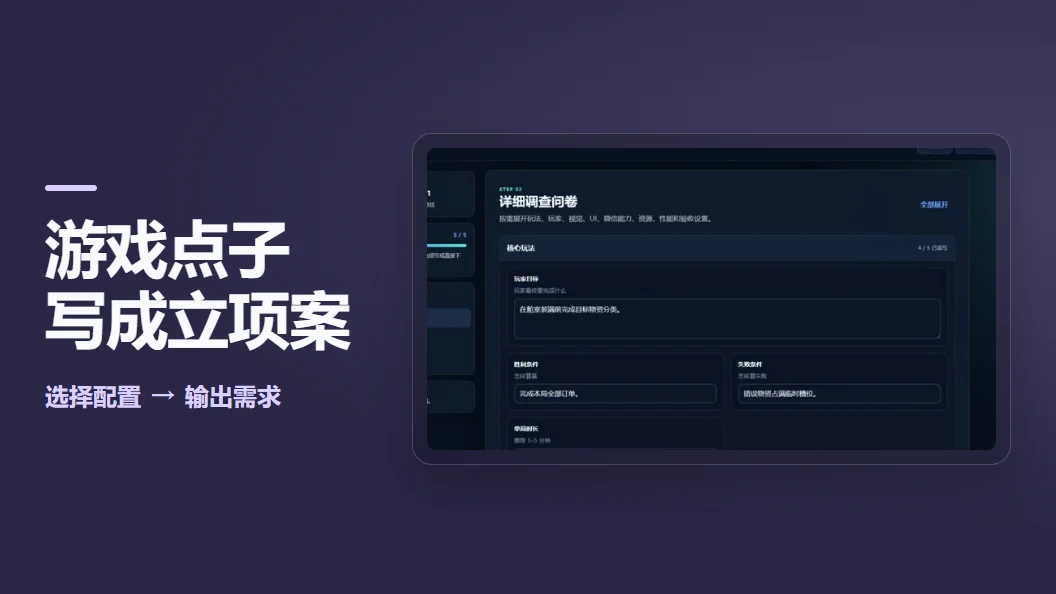 游戏点子
写成立项案
选择配置 → 输出需求
1
5 / 5
STEP 02
详细调查问卷
全部展开
按需展开玩法、玩家、视觉、UI、微信能力、资源、性能和验收设置。
核心玩法
4 / 5 已填写
玩家目标
玩家最终要完成什么
在舱室装满前完成目标物资分类。
胜利条件
怎样算赢
完成本局全部订单。
失败条件
怎样算失败
错误物资占满临时槽位。
单局时长
推荐 1–5 分钟